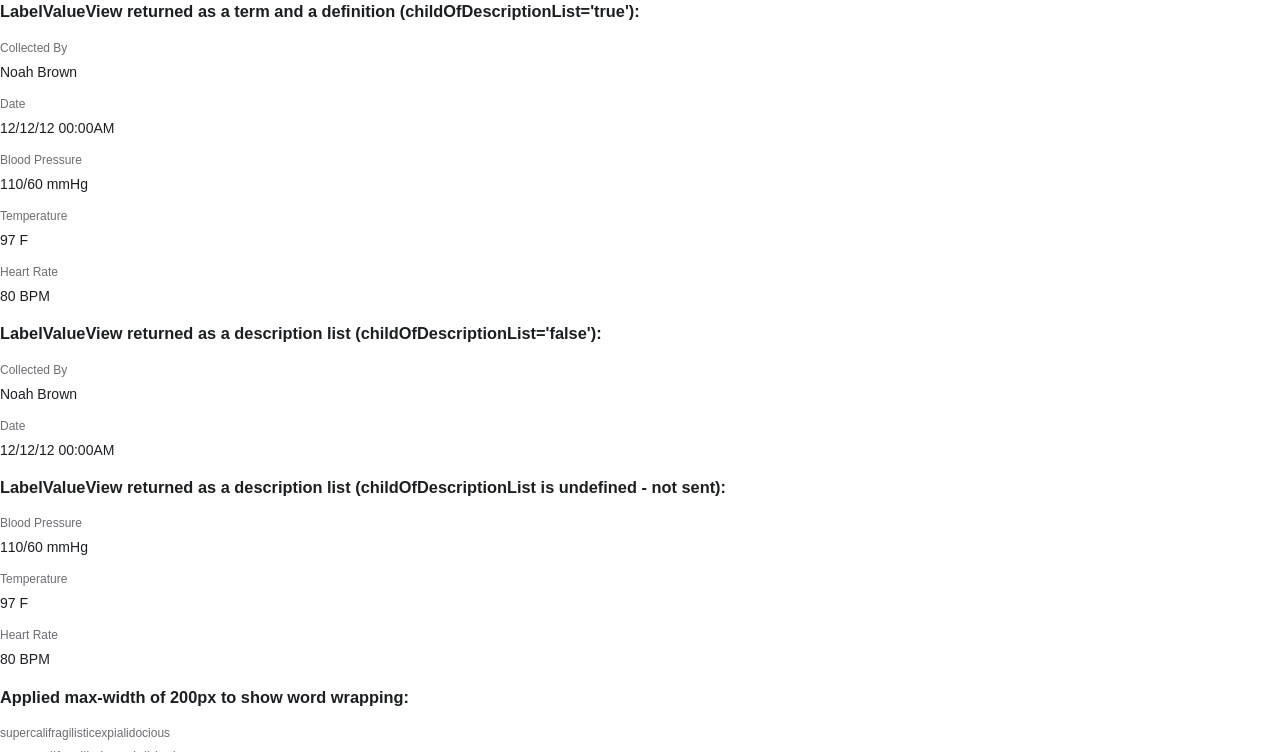 LabelValueView returned as a term and a definition (childOfDescriptionList='true'):
Collected By
Noah Brown
Date
12/12/12 00:00AM
Blood Pressure
110/60 mmHg
Temperature
97 F
Heart Rate
80 BPM
LabelValueView returned as a description list (childOfDescriptionList='false'):
Collected By
Noah Brown
Date
12/12/12 00:00AM
LabelValueView returned as a description list (childOfDescriptionList is undefined - not sent):
Blood Pressure
110/60 mmHg
Temperature
97 F
Heart Rate
80 BPM
Applied max-width of 200px to show word wrapping:
supercalifragilisticexpialidocious